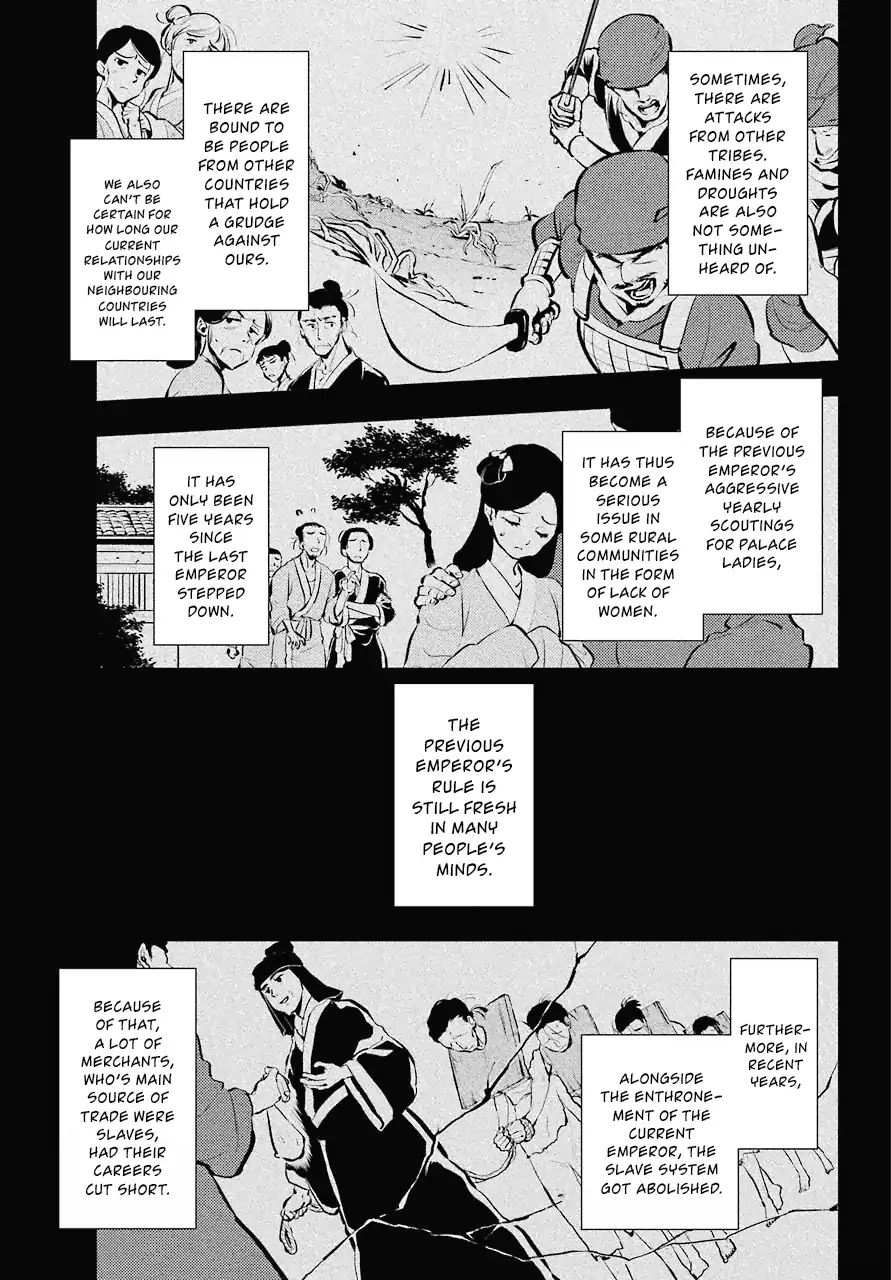 SOMETIMES,
THERE ARE
ATTACKS
FROM OTHER
TRIBES.
FAMINES AND
DROUGHTS
ARE ALSO
NOT SOME-
THING UN-
HEARD OF.
THERE ARE
BOUND TO
BE PEOPLE
FROM OTHER
COUNTRIES
THAT HOLD
A GRUDGE
AGAINST
OURS.
WE ALSO
CAN'T BE
CERTAIN FOR
HOW LONG OUR
CURRENT
RELATIONSHIPS
WITH OUR
NEIGHBOURING
COUNTRIES
WILL LAST.
BECAUSE OF
THE PREVIOUS
EMPEROR'S
AGGRESSIVE
YEARLY
SCOUTINGS
FOR PALACE
LADIES,
IT HAS THUS
BECOME A
SERIOUS
ISSUE IN
SOME RURAL
COMMUNITIES
IN THE FORM
OF LACK OF
WOMEN.
IT HAS
ONLY BEEN
FIVE YEARS
SINCE
THE LAST
EMPEROR
STEPPED
DOWN.
THE
PREVIOUS
EMPEROR'S
RULE IS
STILL FRESH
IN MANY
PEOPLE'S
MINDS.
FURTHER-
MORE, IN
RECENT
YEARS,
ALONGSIDE
THE ENTHRONE-
MENT OF THE
CURRENT
EMPEROR, THE
SLAVE SYSTEM
GOT ABOLISHED.
BECAUSE
OF THAT,
A LOT OF
MERCHANTS,
WHO'S MAIN
SOURCE OF
TRADE WERE
SLAVES,
HAD THEIR
CAREERS
CUT SHORT.